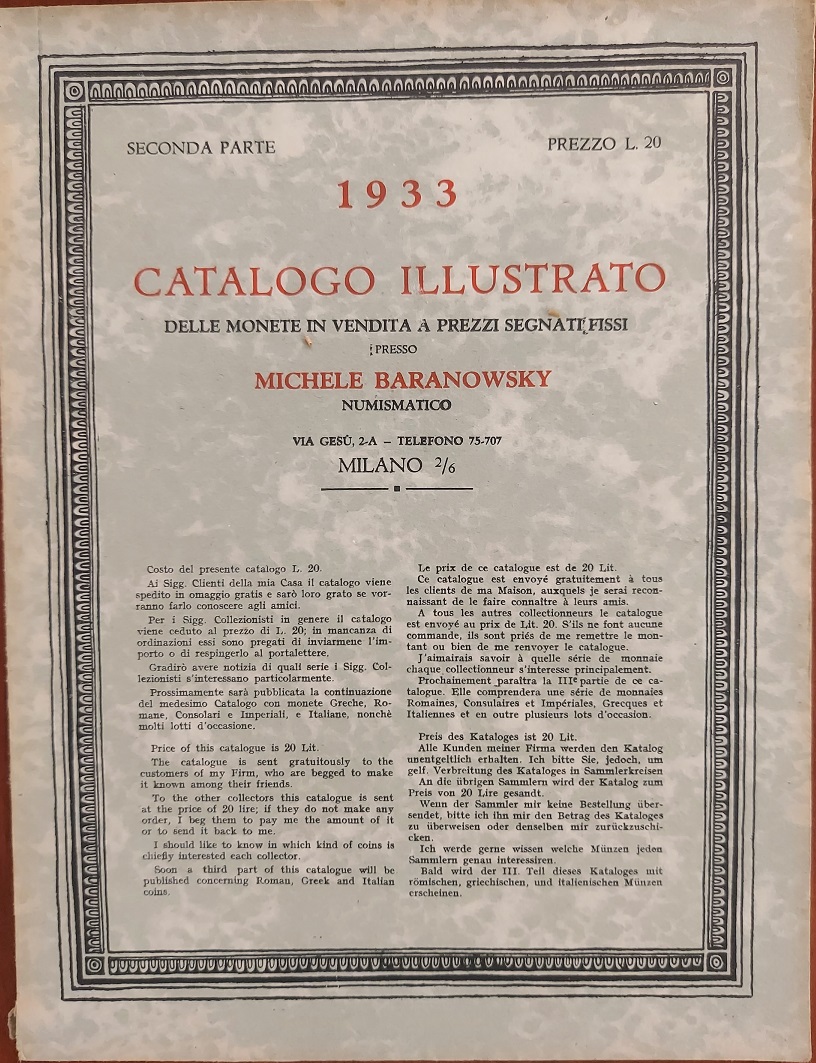 SECONDA PARTE
PREZZO L. 20
1933
CATALOGO ILLUSTRATO
DELLE MONETE IN VENDITA A PREZZI SEGNATI FISSI
PRESSO
MICHELE BARANOWSKY
NUMISMATICO
VIA GESÙ, 2-A – TELEFONO 75-707
MILANO 2/6
Costo del presente catalogo L. 20.
Ai Sigg. Clienti della mia Casa il catalogo viene
spedito in omaggio gratis e sarò loro grato se vor-
ranno farlo conoscere agli amici.
Per i Sigg. Collezionisti in genere il catalogo
viene ceduto al prezzo di L. 20; in mancanza di
ordinazioni essi sono pregati di inviarmene l'im-
porto o di respingerlo al portalettere.
Gradirò avere notizia di quali serie i Sigg. Col-
lezionisti s'interessano particolarmente.
Prossimamente sarà pubblicata la continuazione
del medesimo Catalogo con monete Greche, Ro-
mane, Consolari e Imperiali, e Italiane, nonchè
molti lotti d'occasione.
Price of this catalogue is 20 Lit.
The catalogue is sent gratuitously to the
customers of my Firm, who are begged to make
it known among their friends.
To the other collectors this catalogue is sent
at the price of 20 lire; if they do not make any
order, I beg them to pay me the amount of it
or to send it back to me.
I should like to know in which kind of coins is
chiefly interested each collector.
Soon a third part of this catalogue will be
published concerning Roman, Greek and Italian
coins.
Le prix de ce catalogue est de 20 Lit.
Ce catalogue est envoyé gratuitement à tous
les clients de ma Maison, auxquels je serai recon-
naissant de le faire connaître à leurs amis.
A tous les autres collectionneurs le catalogue
est envoyé au prix de Lit. 20. S'ils ne font aucune
commande, ils sont priés de me remettre le mon-
tant ou bien de me renvoyer le catalogue.
J'aimairais savoir à quelle série de monnaie
chaque collectionneur s'interesse principalement.
Prochainement paraîtra la IIIe partie de ce ca-
talogue. Elle comprendera une série de monnaies
Romaines, Consulaires et Impériales, Grecques et
Italiennes et en outre plusieurs lots d'occasion.
Preis des Kataloges ist 20 Lit.
Alle Kunden meiner Firma werden den Katalog
unentgeltlich erhalten. Ich bitte Sie, jedoch, um
gelf. Verbreitung des Kataloges in Sammlerkreisen
An die übrigen Sammlern wird der Katalog zum
Preis von 20 Lire gesandt.
Wenn der Sammler mir keine Bestellung über-
sendet, bitte ich ihn mir den Betrag des Kataloges
zu überweisen oder denselben mir zurückzuschi-
cken.
Ich werde gerne wissen welche Münzen jeden
Sammlern genau interessiren.
Bald wird der III. Teil dieses Kataloges mit
römischen, griechischen, und italienischen Münzen
erscheinen.